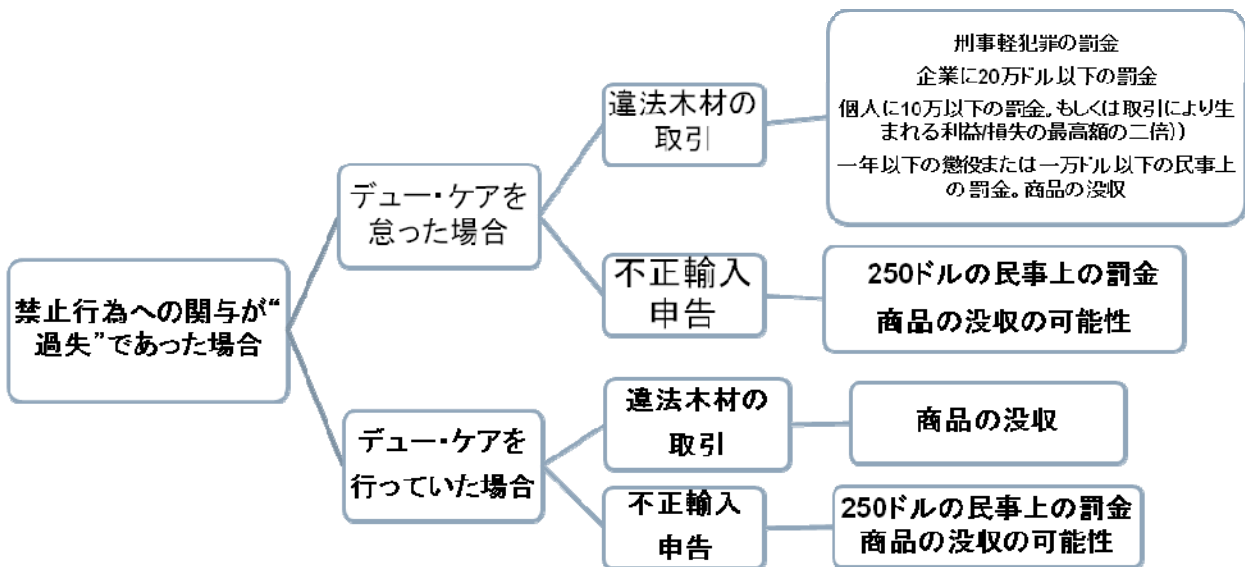 禁止行為への関与が“
過失”であった場合
デュー・ケアを
怠った場合
違法木材の
取引
刑事軽犯罪の罰金
企業に20万ドル以下の罰金
個人に10万以下の罰金。もしくは取引により生
まれる利益/損失の最高額の二倍))
一年以下の懲役または一万ドル以下の民事上
の罰金。商品の没収
不正輸入
申告
250ドルの民事上の罰金
商品の没収の可能性
デュー・ケアを
行っていた場合
違法木材の
取引
商品の没収
不正輸入
申告
250ドルの民事上の罰金
商品の没収の可能性